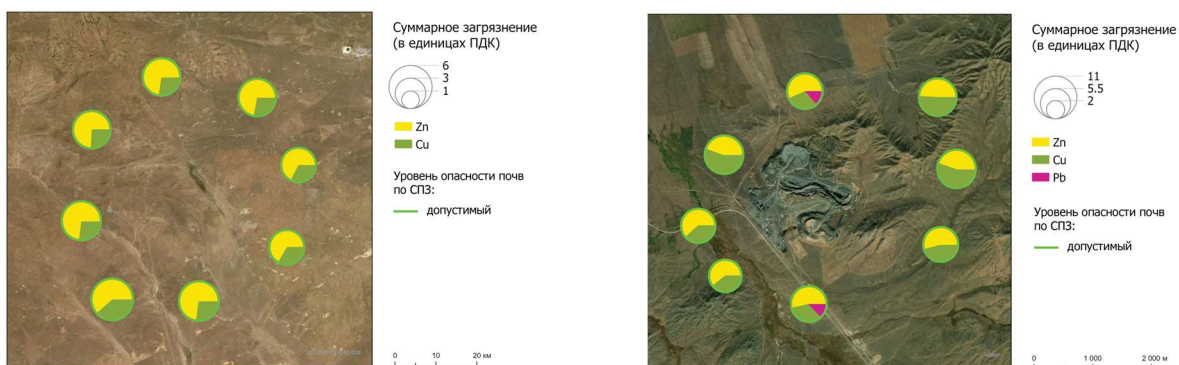 Суммарное загрязнение
(в единицах ПДК)
6
3
1
Zn
Cu
Уровень опасности почв
по СПЗ:
допустимый
0 10 20 км
Суммарное загрязнение
(в единицах ПДК)
11
5.5
2
Zn
Cu
Pb
Уровень опасности почв
по СПЗ:
допустимый
0 1 000 2 000 м